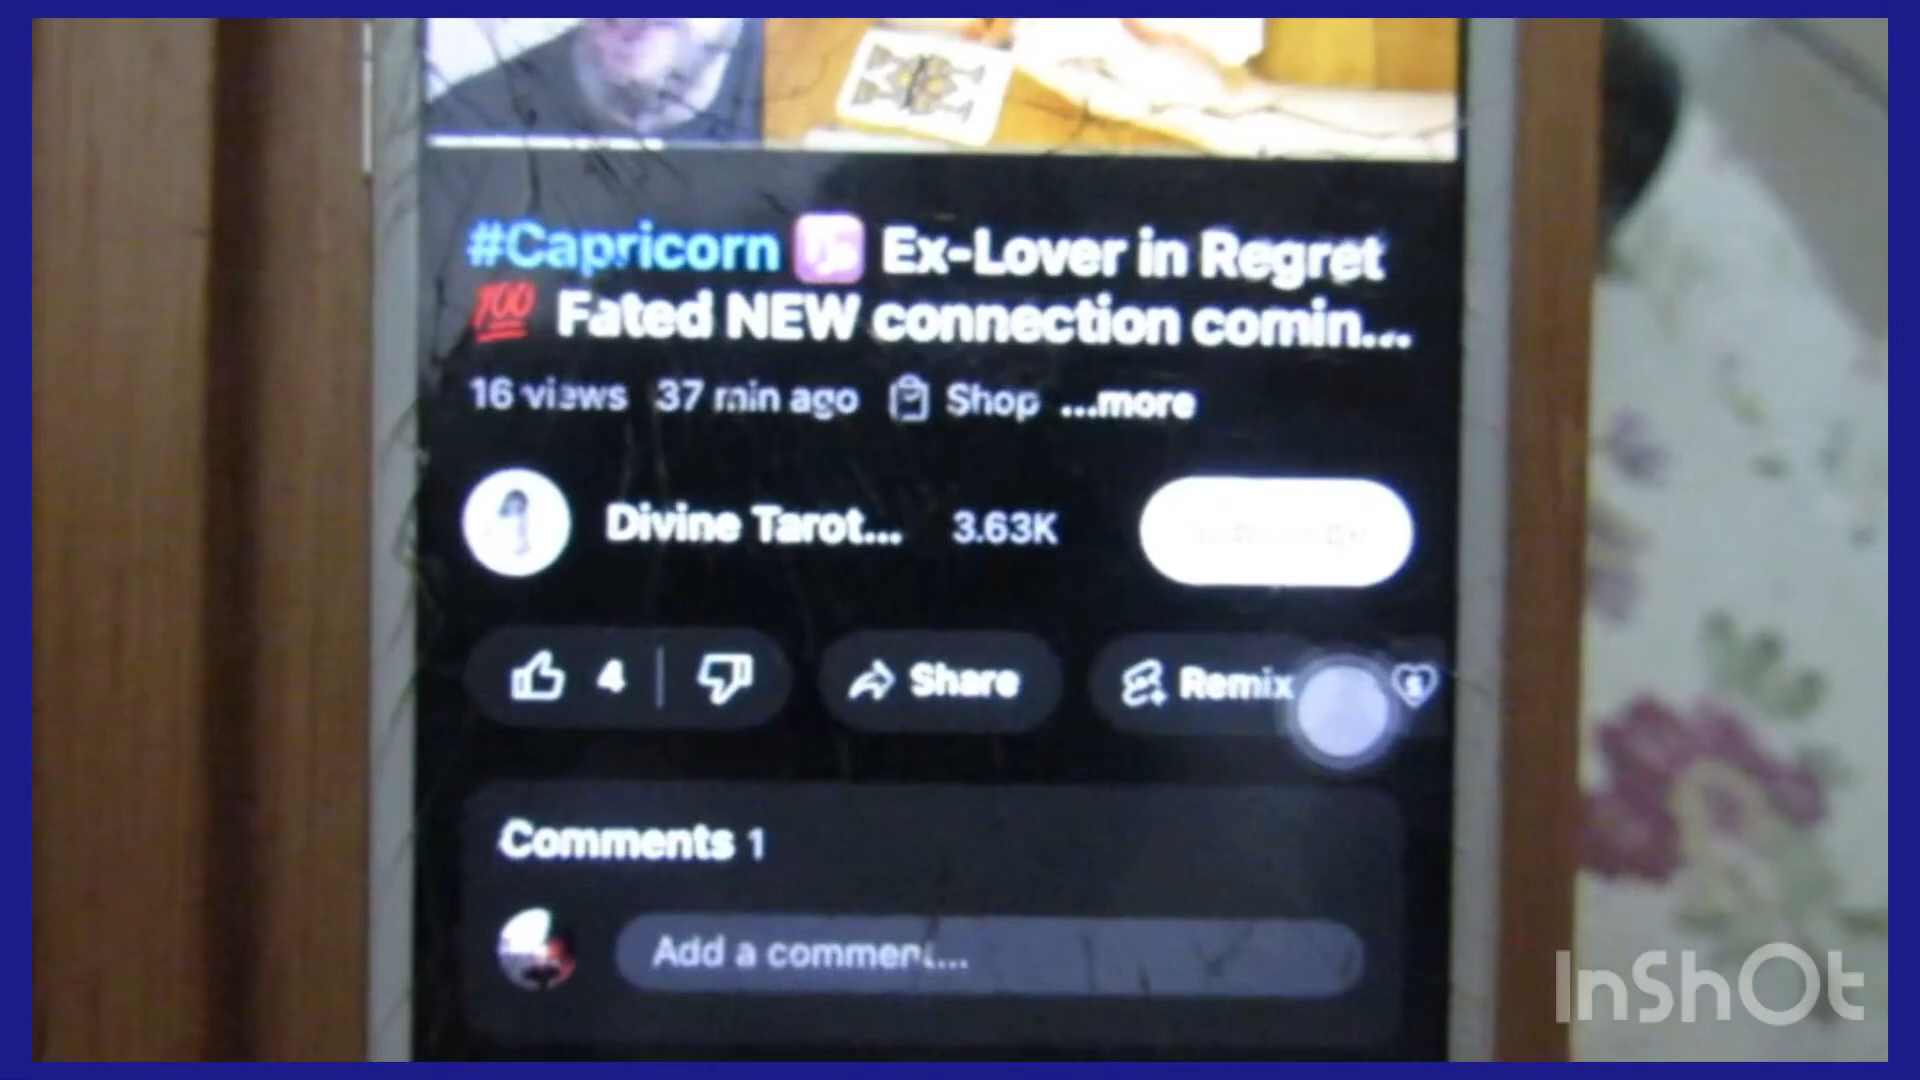 #Capricorn ♑ Ex-Lover in Regret
💯 Fated NEW connection comin...
16 views 37 min ago Shop ...more
Divine Tarot... 3.63K
4 Share Remix
Comments 1
Add a comment...
InShOt